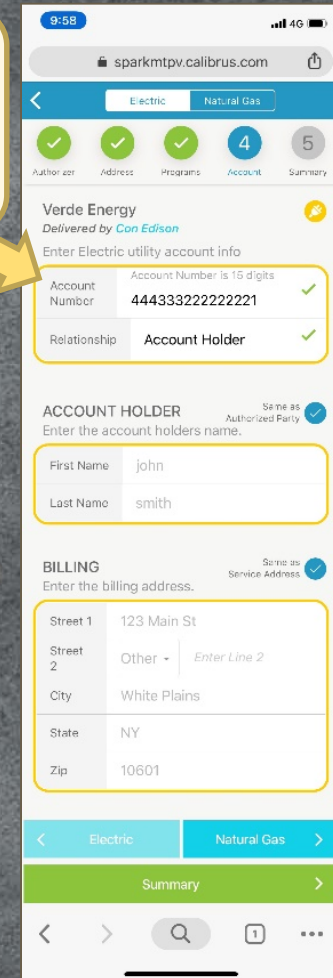 9:58
4G
sparkmtpv.calibrus.com
Electric Natural Gas
4 5
Author zer Address Programs Account Summary
Verde Energy
Delivered by Con Edison
Enter Electric utility account info
Account Number is 15 digits
Account Number 444333222222221
Relationship Account Holder
ACCOUNT HOLDER Same as Authorized Party
Enter the account holders name.
First Name john
Last Name smith
BILLING Same as Service Address
Enter the billing address.
Street 1 123 Main St
Street 2 Other Enter Line 2
City White Plains
State NY
Zip 10601
< Electric Natural Gas >
Summary >
1